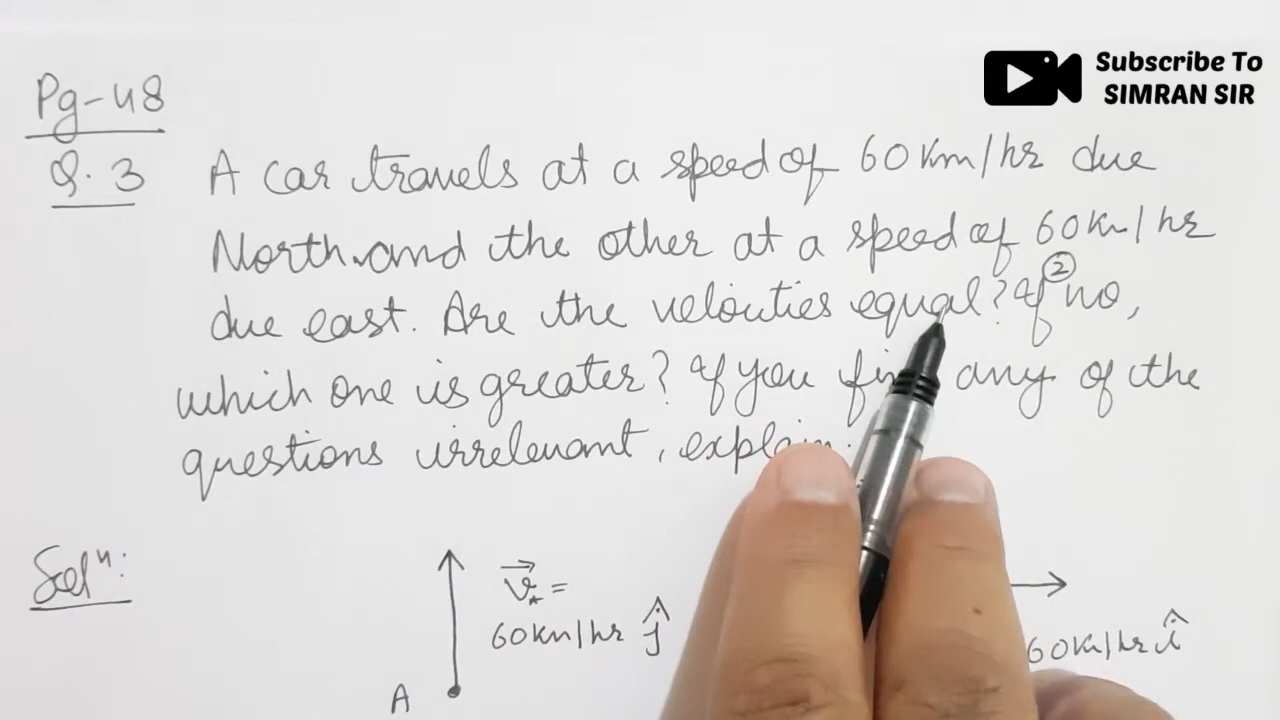 Subscribe To
SIMRAN SIR
Pg-48
Q.3 A car travels at a speed of 60 km/hr due
North and the other at a speed of 60 km/hr
due east. Are the velocities equal? If no,
②
which one is greater? If you any of the
questions irrelevant, explain.
Solⁿ:
v⃗ₐ =
60 km/hr ĵ
60 km/hr î
A